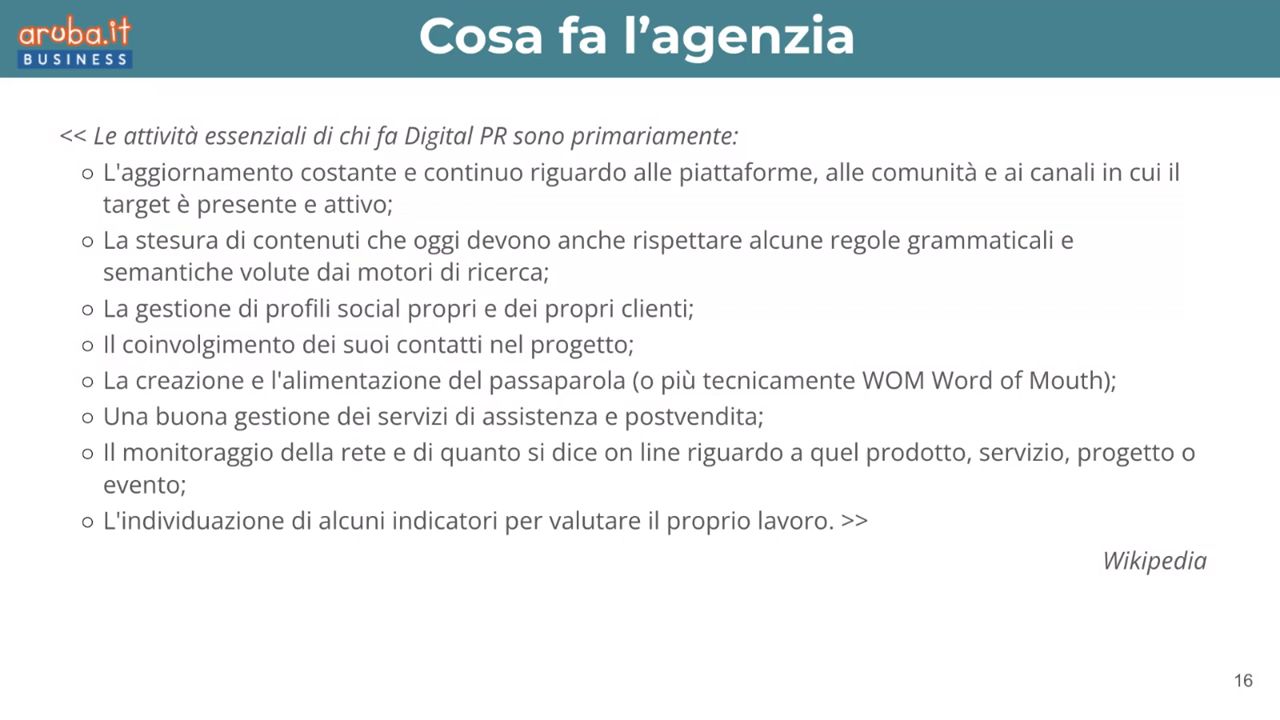 aruba.it
BUSINESS
Cosa fa l’agenzia
<< Le attività essenziali di chi fa Digital PR sono primariamente:
○ L'aggiornamento costante e continuo riguardo alle piattaforme, alle comunità e ai canali in cui il
target è presente e attivo;
○ La stesura di contenuti che oggi devono anche rispettare alcune regole grammaticali e
semantiche volute dai motori di ricerca;
○ La gestione di profili social propri e dei propri clienti;
○ Il coinvolgimento dei suoi contatti nel progetto;
○ La creazione e l'alimentazione del passaparola (o più tecnicamente WOM Word of Mouth);
○ Una buona gestione dei servizi di assistenza e postvendita;
○ Il monitoraggio della rete e di quanto si dice on line riguardo a quel prodotto, servizio, progetto o
evento;
○ L'individuazione di alcuni indicatori per valutare il proprio lavoro. >>
Wikipedia
16